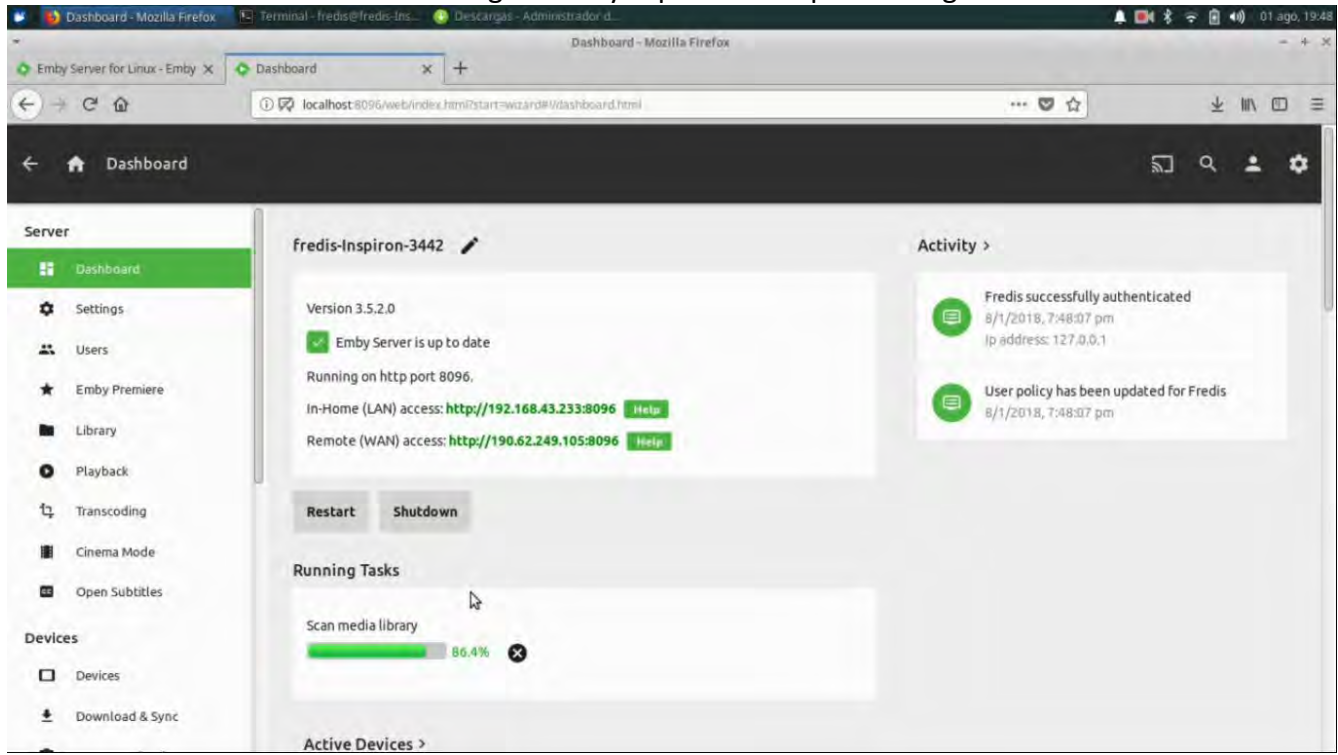 Dashboard - Mozilla Firefox
Terminal - fredis@fredis-Ins...
Descargas - Administrador d...
01 ago, 19:48
Dashboard - Mozilla Firefox
Emby Server for Linux - Emby
Dashboard
localhost:8096/web/index.html?start=wizard#!/dashboard.html
Dashboard
Server
Dashboard
Settings
Users
Emby Premiere
Library
Playback
Transcoding
Cinema Mode
Open Subtitles
Devices
Devices
Download & Sync
fredis-Inspiron-3442
Version 3.5.2.0
Emby Server is up to date
Running on http port 8096.
In-Home (LAN) access: http://192.168.43.233:8096 Help
Remote (WAN) access: http://190.62.249.105:8096 Help
Restart Shutdown
Running Tasks
Scan media library
86.4%
Active Devices >
Activity >
Fredis successfully authenticated
8/1/2018, 7:48:07 pm
Ip address: 127.0.0.1
User policy has been updated for Fredis
8/1/2018, 7:48:07 pm